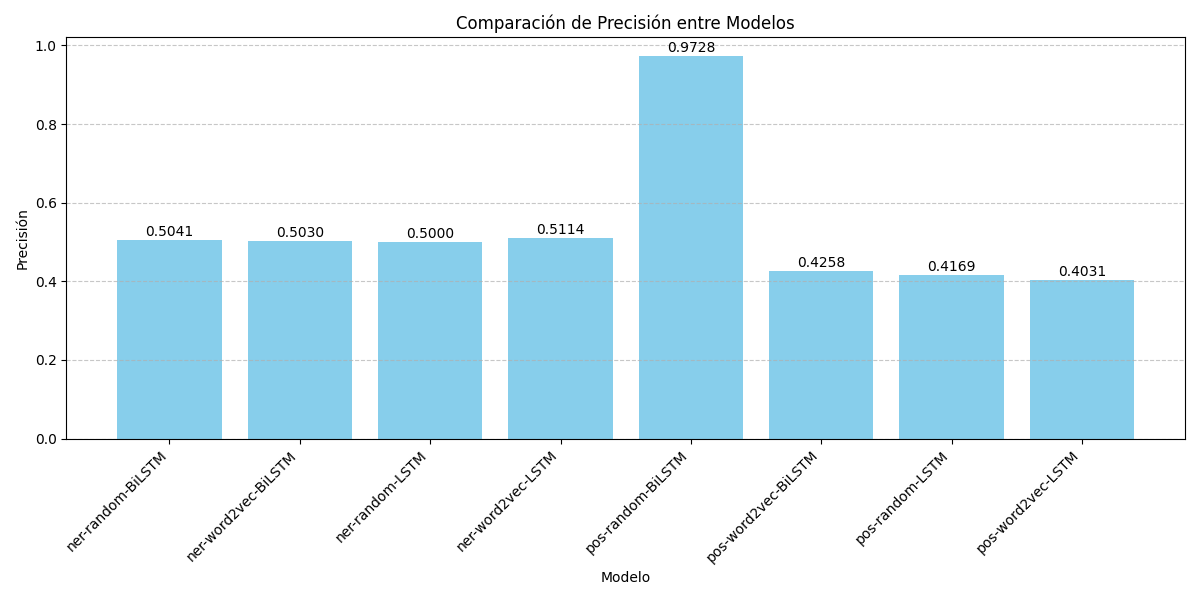 Comparación de Precisión entre Modelos
Precisión
1.0
0.8
0.6
0.4
0.2
0.0
0.5041
0.5030
0.5000
0.5114
0.9728
0.4258
0.4169
0.4031
ner-random-BiLSTM
ner-word2vec-BiLSTM
ner-random-LSTM
ner-word2vec-LSTM
pos-random-BiLSTM
pos-word2vec-BiLSTM
pos-random-LSTM
pos-word2vec-LSTM
Modelo